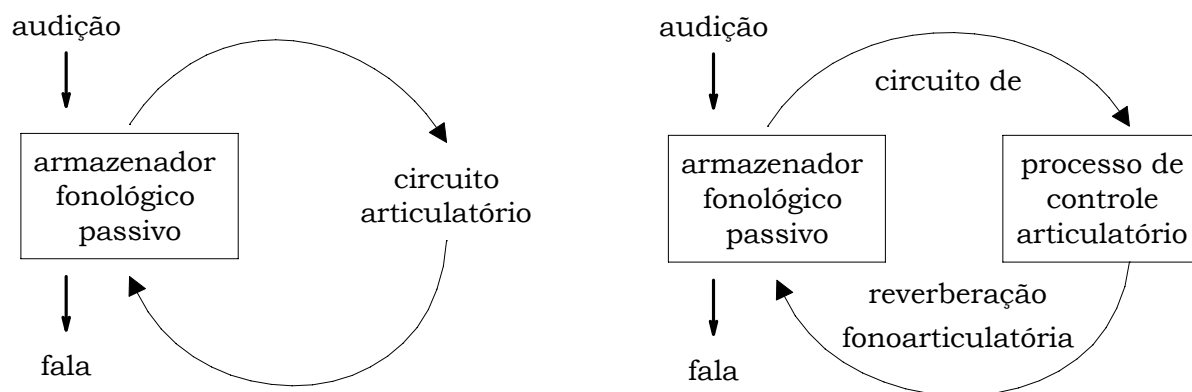 audição
armazenador
fonológico
passivo
circuito
articulatório
fala
audição
circuito de
armazenador
fonológico
passivo
processo de
controle
articulatório
reverberação
fonoarticulatória
fala